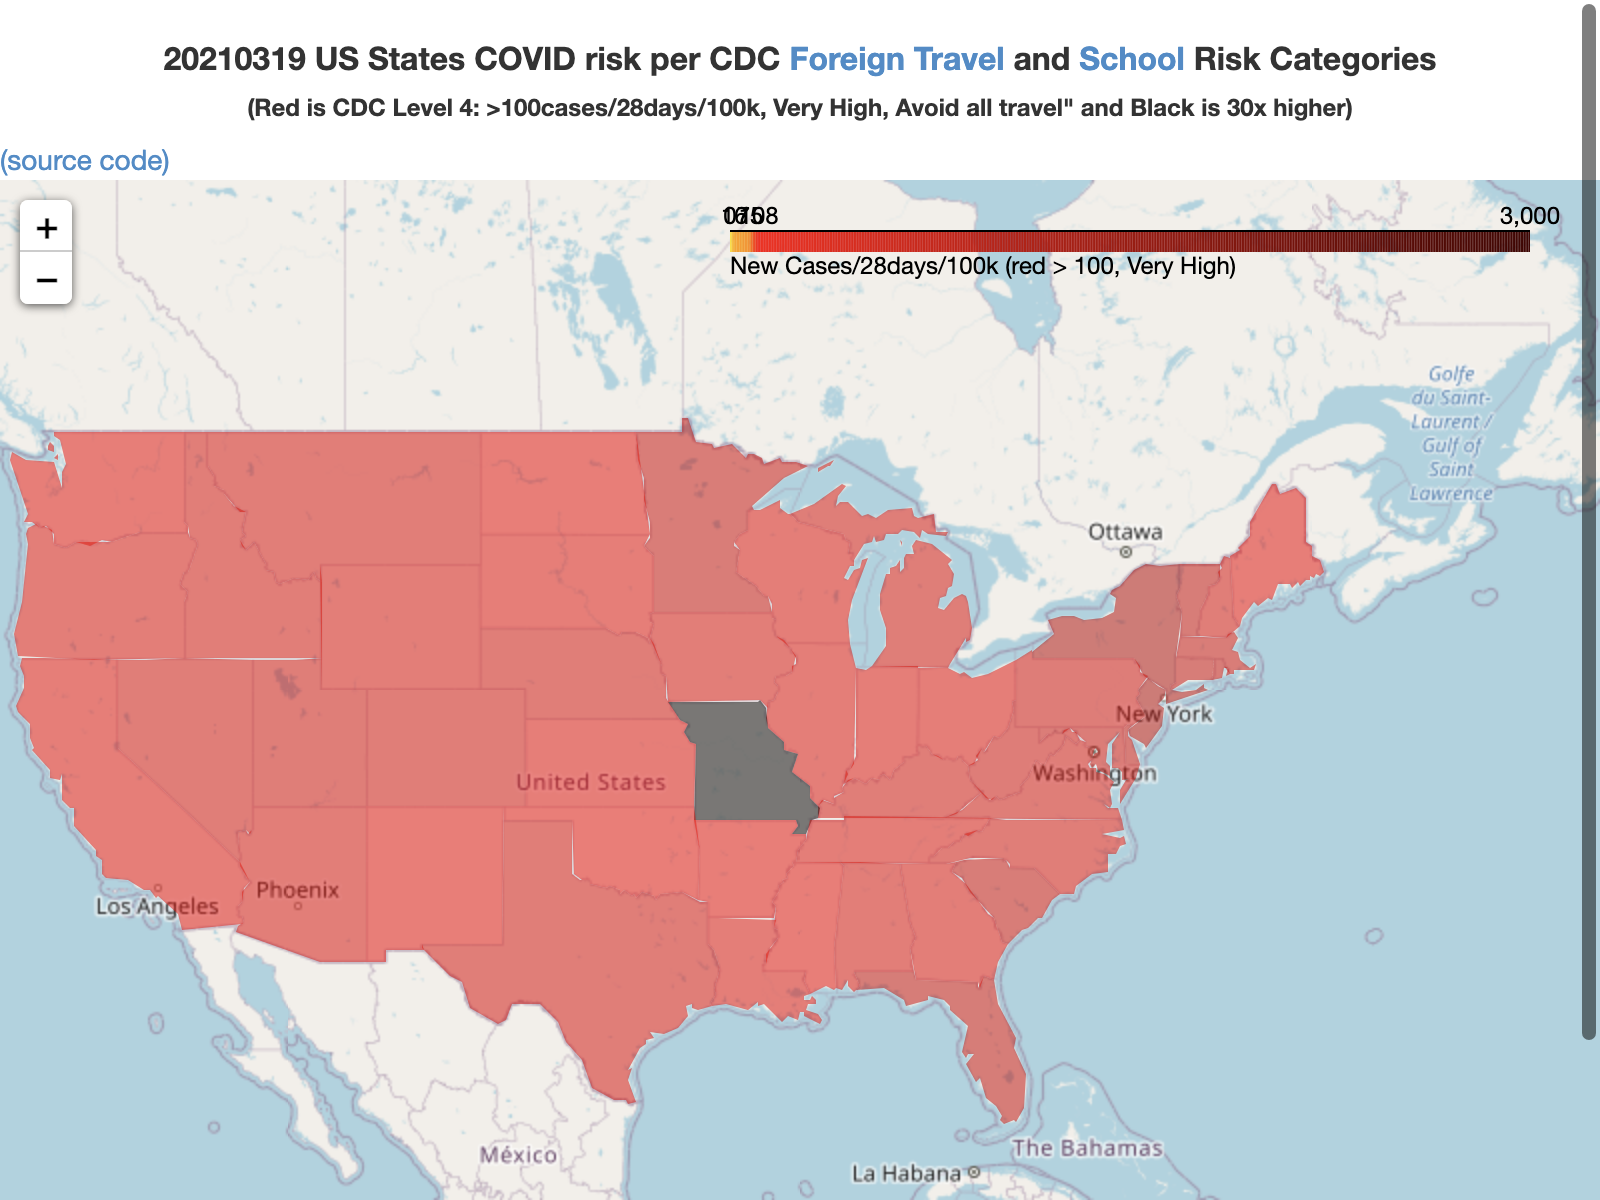 20210319 US States COVID risk per CDC Foreign Travel and School Risk Categories
(Red is CDC Level 4: >100cases/28days/100k, Very High, Avoid all travel" and Black is 30x higher)
(source code)
+
−
3,000
New Cases/28days/100k (red > 100, Very High)
Golfe
du Saint-
Laurent /
Gulf of
Saint
Lawrence
Ottawa
New York
Washington
United States
Phoenix
Los Angeles
The Bahamas
México
La Habana